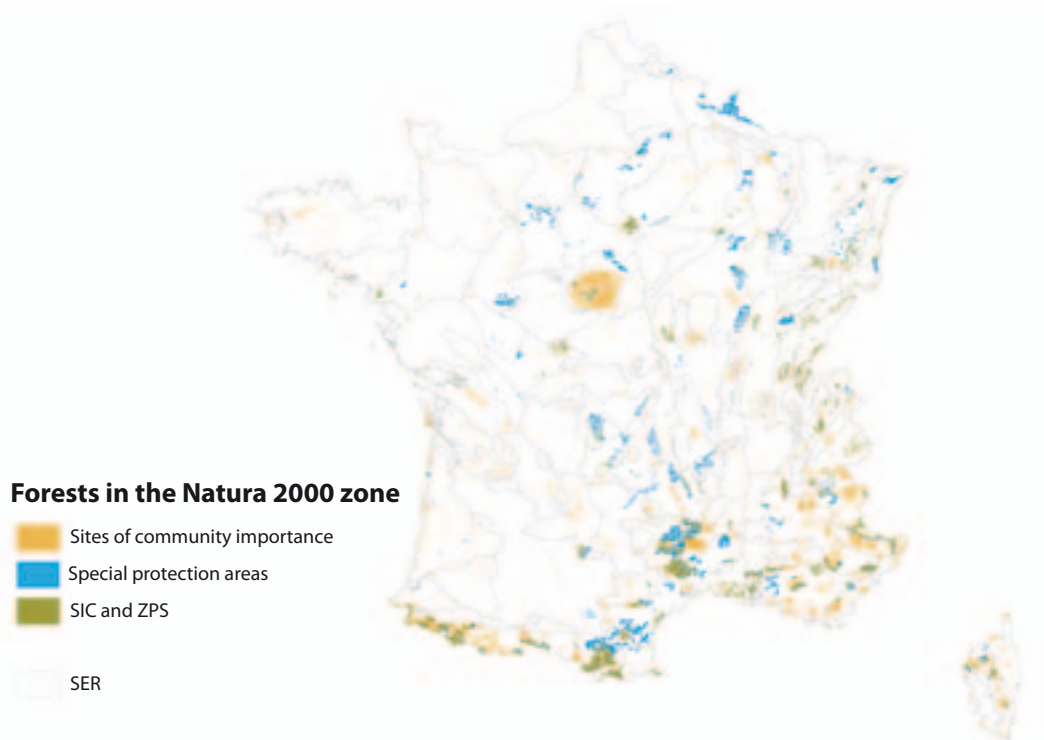 Forests in the Natura 2000 zone
Sites of community importance
Special protection areas
SIC and ZPS
SER